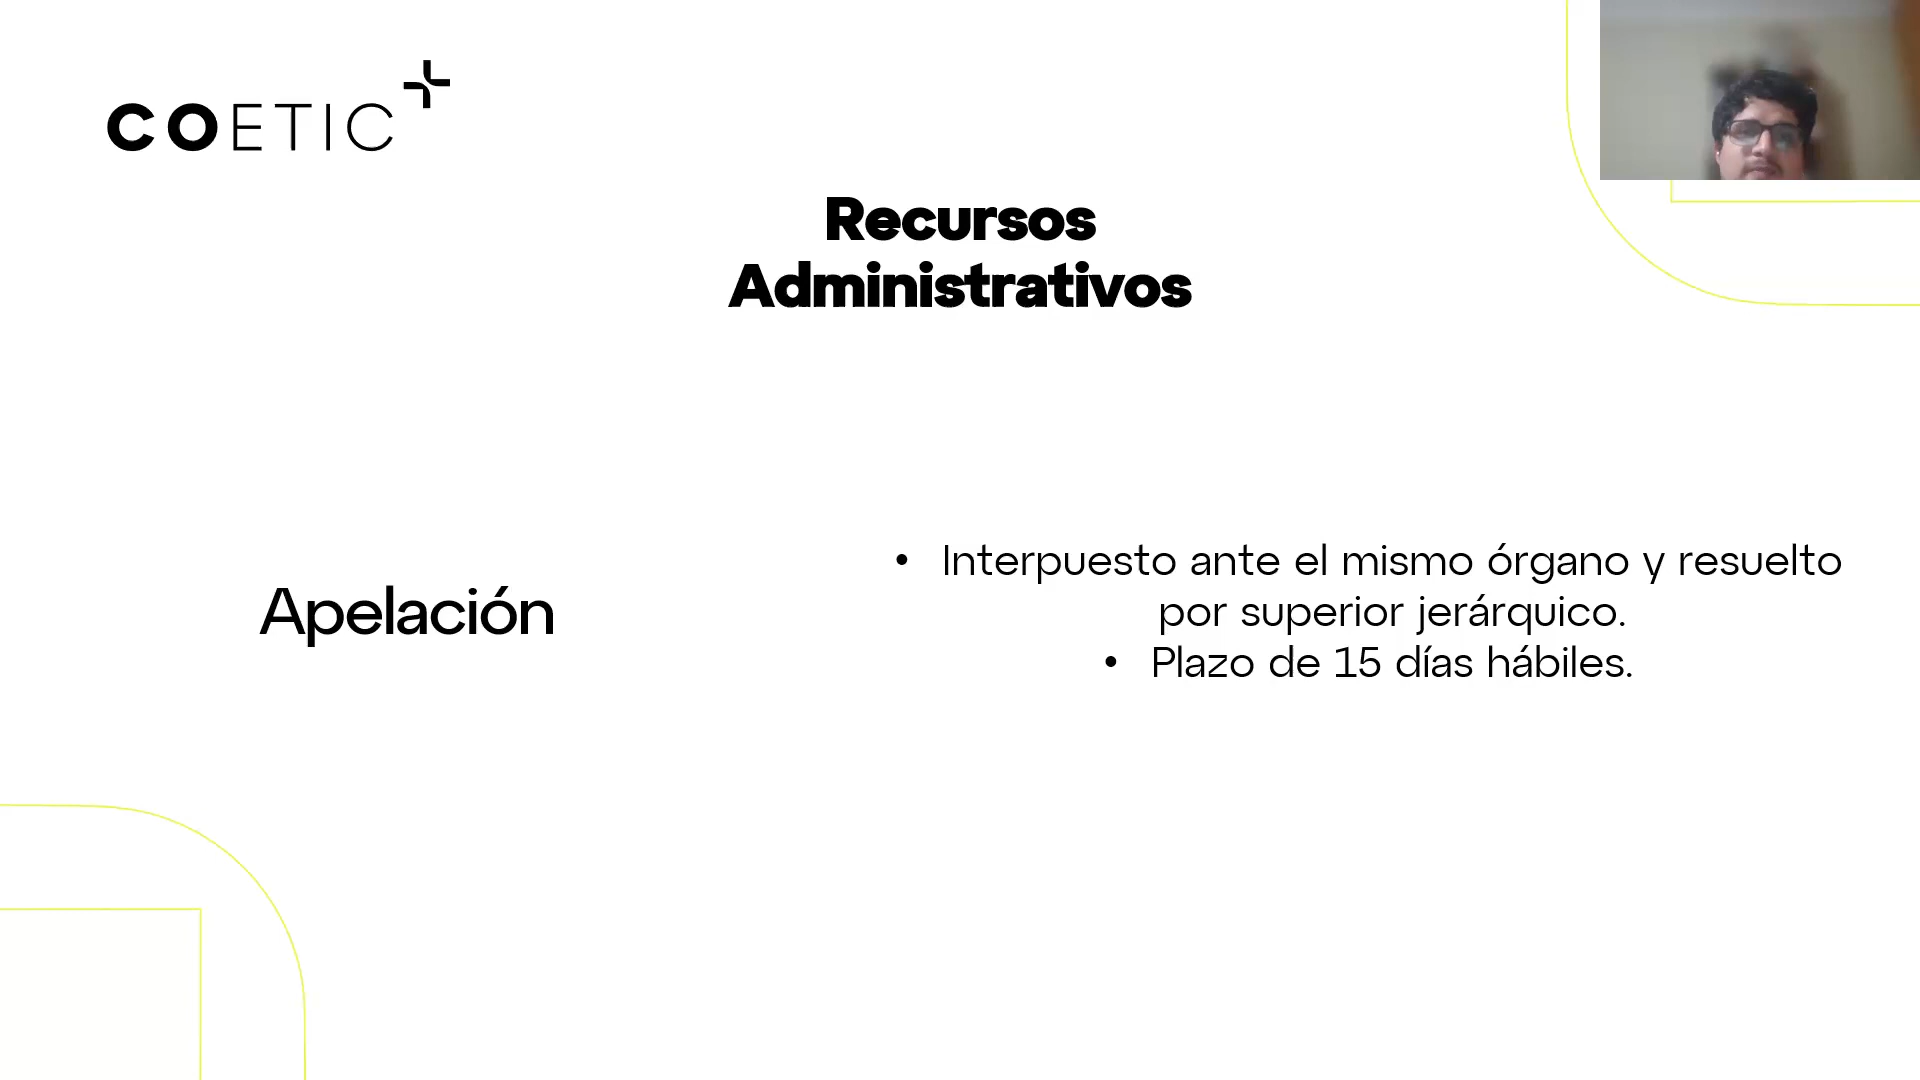 COETIC
Recursos
Administrativos
Apelación
• Interpuesto ante el mismo órgano y resuelto
por superior jerárquico.
• Plazo de 15 días hábiles.